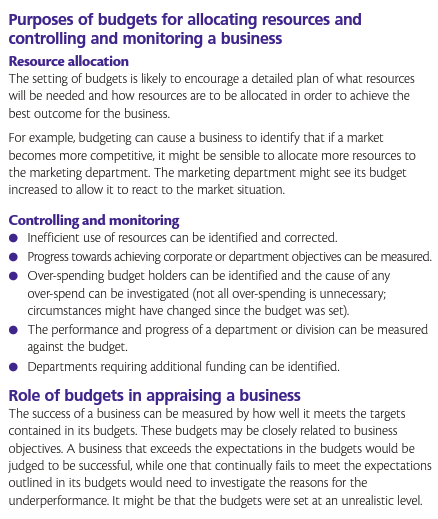 Purposes of budgets for allocating resources and
controlling and monitoring a business
Resource allocation
The setting of budgets is likely to encourage a detailed plan of what resources
will be needed and how resources are to be allocated in order to achieve the
best outcome for the business.
For example, budgeting can cause a business to identify that if a market
becomes more competitive, it might be sensible to allocate more resources to
the marketing department. The marketing department might see its budget
increased to allow it to react to the market situation.
Controlling and monitoring
● Inefficient use of resources can be identified and corrected.
● Progress towards achieving corporate or department objectives can be measured.
● Over-spending budget holders can be identified and the cause of any
over-spend can be investigated (not all over-spending is unnecessary;
circumstances might have changed since the budget was set).
● The performance and progress of a department or division can be measured
against the budget.
● Departments requiring additional funding can be identified.
Role of budgets in appraising a business
The success of a business can be measured by how well it meets the targets
contained in its budgets. These budgets may be closely related to business
objectives. A business that exceeds the expectations in the budgets would be
judged to be successful, while one that continually fails to meet the expectations
outlined in its budgets would need to investigate the reasons for the
underperformance. It might be that the budgets were set at an unrealistic level.